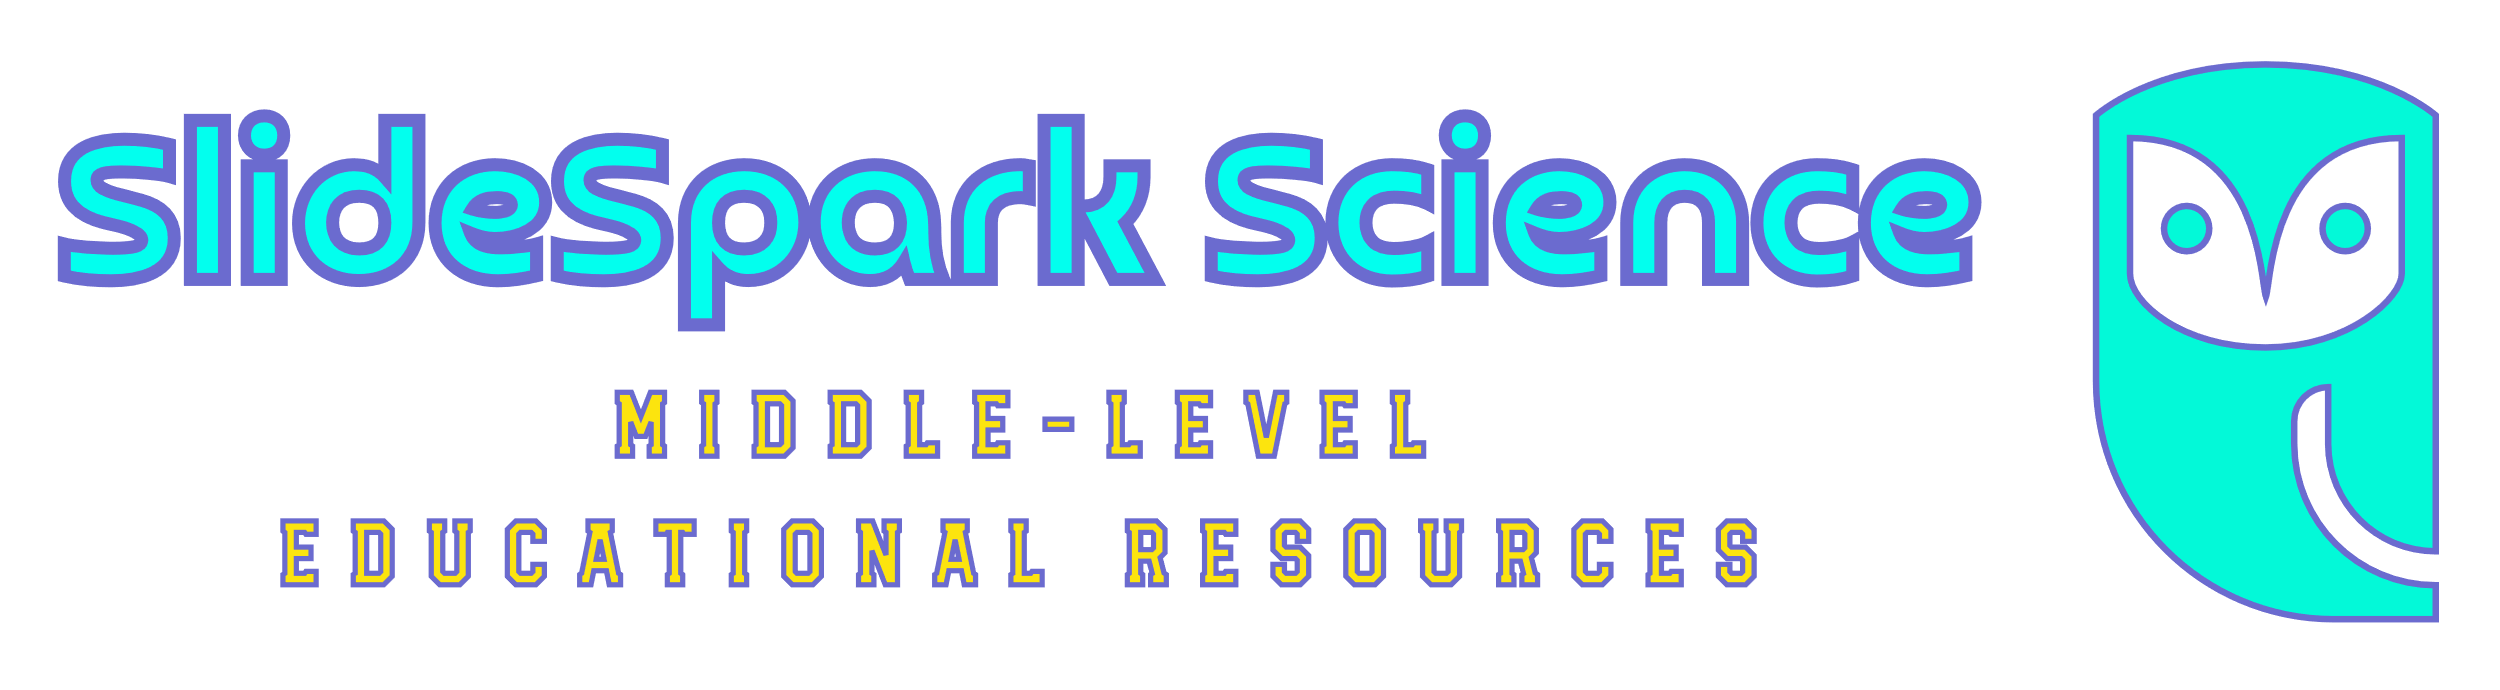 slidespark science
MIDDLE-LEVEL
EDUCATIONAL RESOURCES